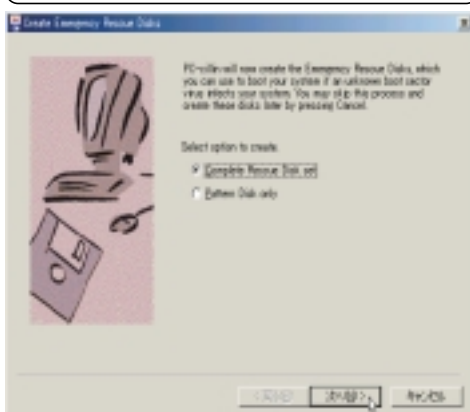 Create Emergency Rescue Disks
PC-cillin will now create the Emergency Rescue Disks, which
you can use to boot your system if an unknown boot sector
virus infects your system. You may skip this process and
create these disks later by pressing Cancel.
Select option to create.
Complete Rescue Disk set
Pattern Disk only
次へ(N) >
キャンセル